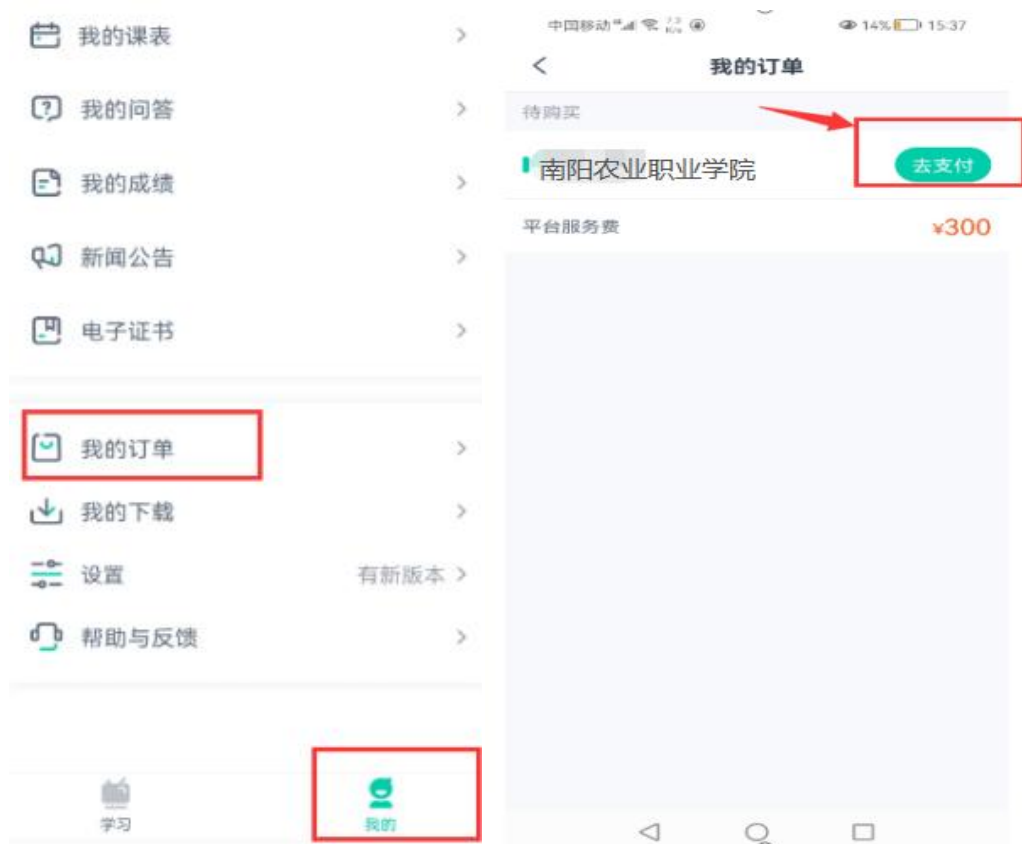 我的课表
我的问答
我的成绩
新闻公告
电子证书
我的订单
我的下载
设置 有新版本
帮助与反馈
学习 我的
中国移动 14% 15:37
我的订单
待购买
南阳农业职业学院 去支付
平台服务费 ¥300